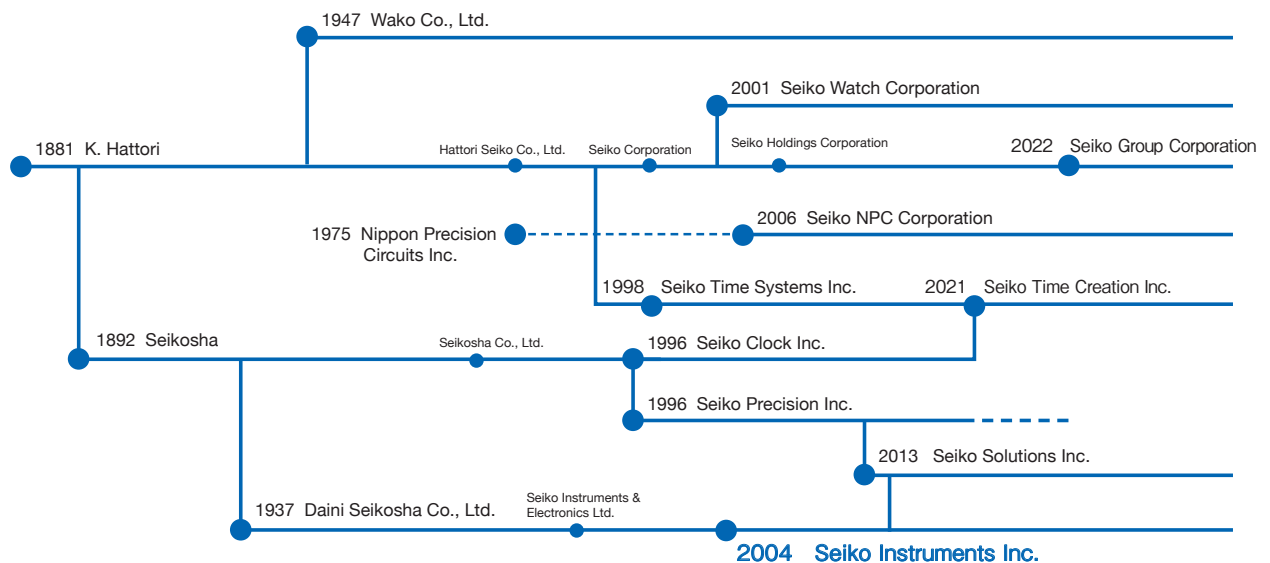 1947 Wako Co., Ltd.
2001 Seiko Watch Corporation
1881 K. Hattori
Hattori Seiko Co., Ltd.
Seiko Corporation
Seiko Holdings Corporation
2022 Seiko Group Corporation
1975 Nippon Precision
Circuits Inc.
2006 Seiko NPC Corporation
1998 Seiko Time Systems Inc.
2021 Seiko Time Creation Inc.
1892 Seikosha
Seikosha Co., Ltd.
1996 Seiko Clock Inc.
1996 Seiko Precision Inc.
2013 Seiko Solutions Inc.
1937 Daini Seikosha Co., Ltd.
Seiko Instruments &
Electronics Ltd.
2004 Seiko Instruments Inc.